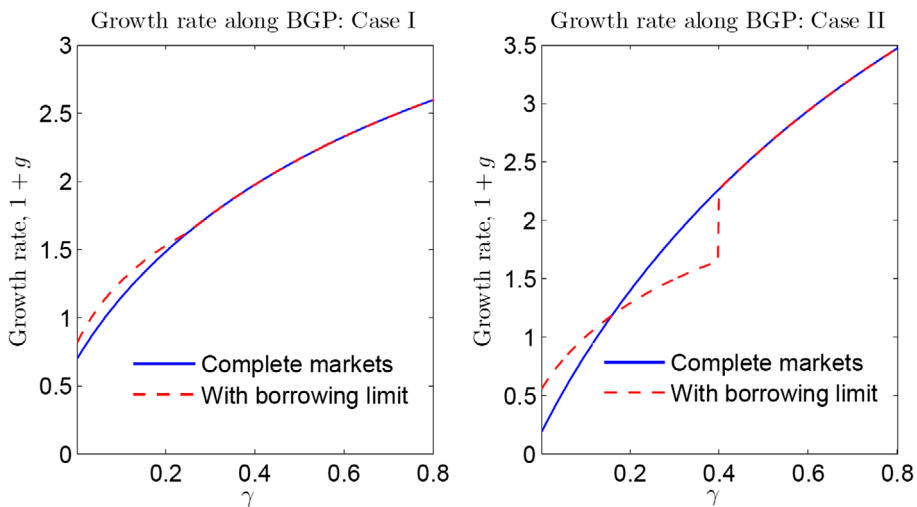 Growth rate along BGP: Case I
3
2.5
2
1.5
1
0.5
0
0.2
0.4
0.6
0.8
Growth rate, 1 + g
γ
Complete markets
With borrowing limit
Growth rate along BGP: Case II
3.5
3
2.5
2
1.5
1
0.5
0
0.2
0.4
0.6
0.8
Growth rate, 1 + g
γ
Complete markets
With borrowing limit